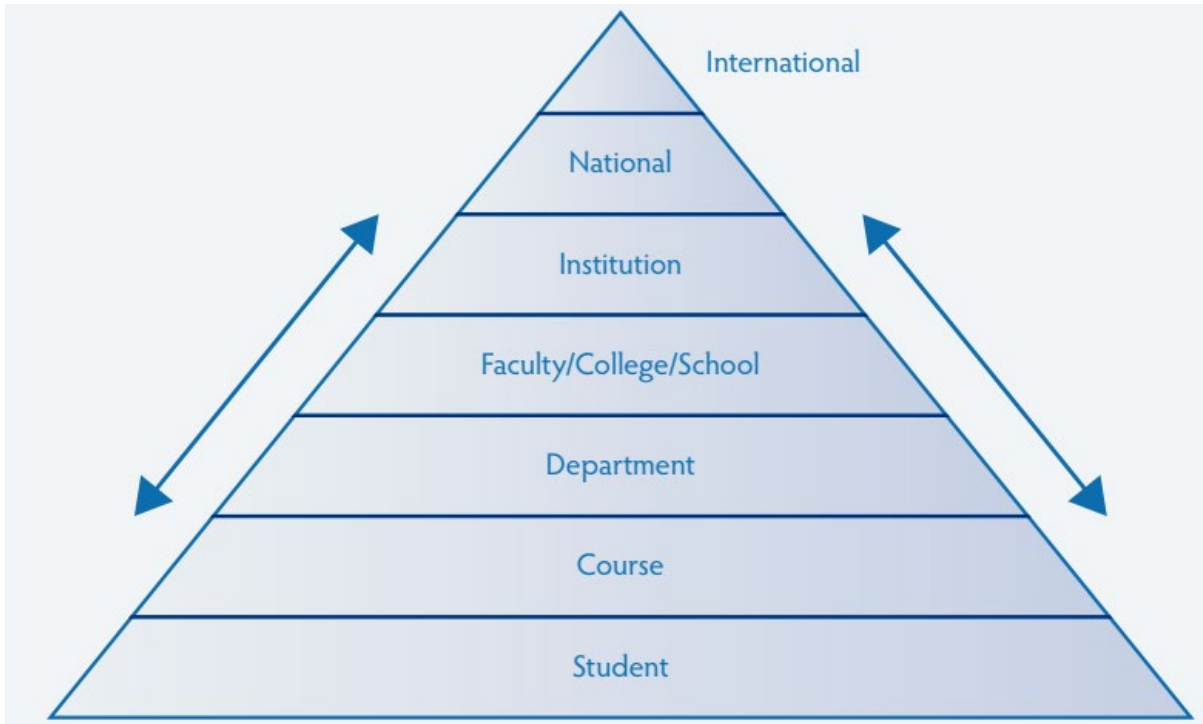 International
National
Institution
Faculty/College/School
Department
Course
Student